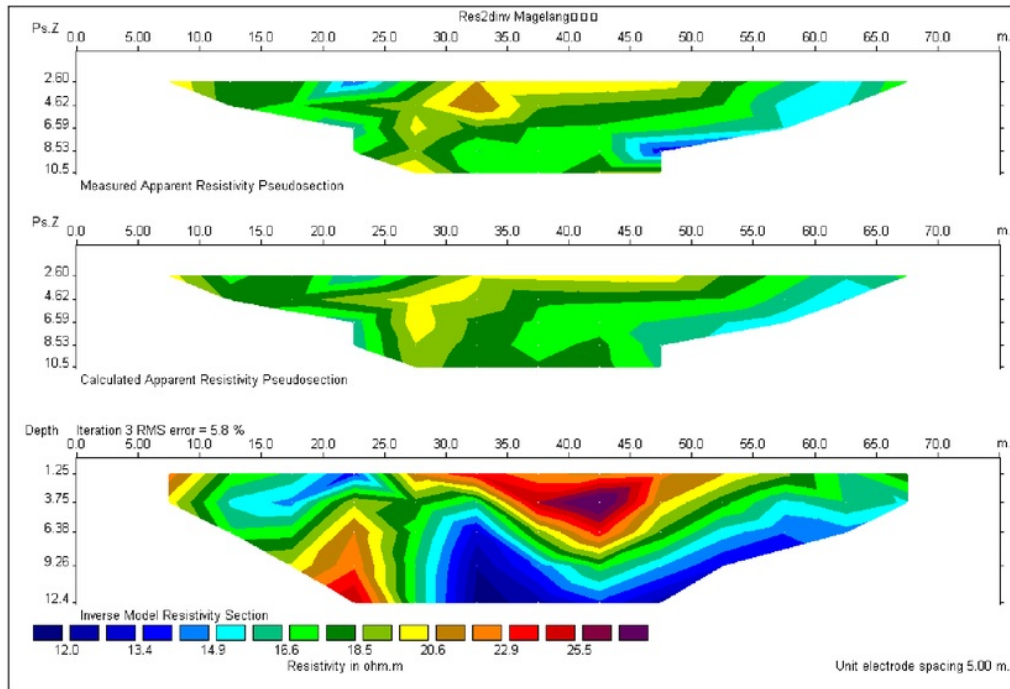 Res2dinv Magelang□□□
Ps.Z
0.0 5.00 10.0 15.0 20.0 25.0 30.0 35.0 40.0 45.0 50.0 55.0 60.0 65.0 70.0 m.
2.60
4.62
6.59
8.53
10.5
Measured Apparent Resistivity Pseudosection
Ps.Z
0.0 5.00 10.0 15.0 20.0 25.0 30.0 35.0 40.0 45.0 50.0 55.0 60.0 65.0 70.0 m.
2.60
4.62
6.59
8.53
10.5
Calculated Apparent Resistivity Pseudosection
Depth Iteration 3 RMS error = 5.8 %
0.0 5.00 10.0 15.0 20.0 25.0 30.0 35.0 40.0 45.0 50.0 55.0 60.0 65.0 70.0 m.
1.25
3.75
6.38
9.26
12.4
Inverse Model Resistivity Section
12.0 13.4 14.9 16.6 18.5 20.6 22.9 25.5
Resistivity in ohm.m
Unit electrode spacing 5.00 m.